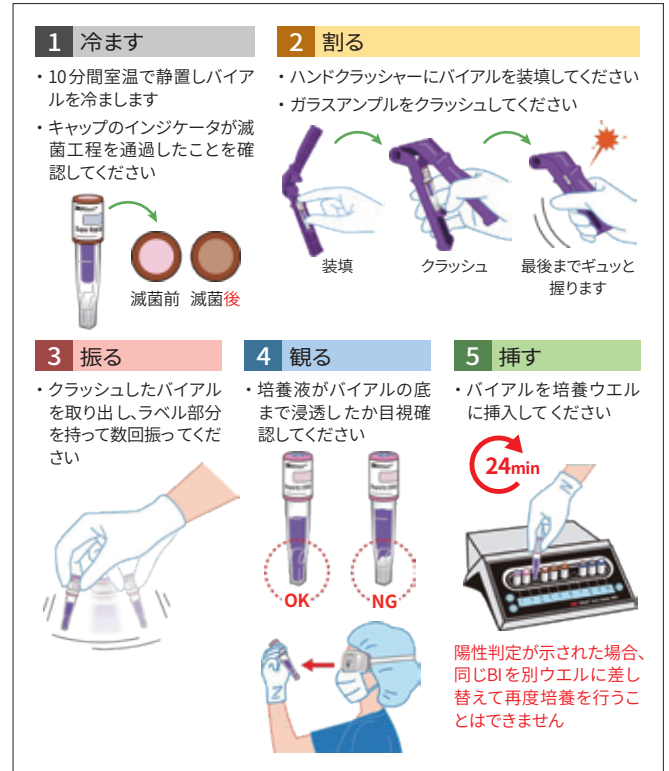 1 冷ます
・10分間室温で静置しバイア
ルを冷まします
・キャップのインジケータが滅
菌工程を通過したことを確
認してください
滅菌前 滅菌後
2 割る
・ハンドクラッシャーにバイアルを装填してください
・ガラスアンプルをクラッシュしてください
装填
クラッシュ
最後までギュッと
握ります
3 振る
・クラッシュしたバイアル
を取り出し、ラベル部分
を持って数回振ってくだ
さい
4 観る
・培養液がバイアルの底
まで浸透したか目視確
認してください
OK
NG
5 挿す
・バイアルを培養ウエル
に挿入してください
24min
陽性判定が示された場合、
同じBIを別ウエルに差し
替えて再度培養を行うこ
とはできません